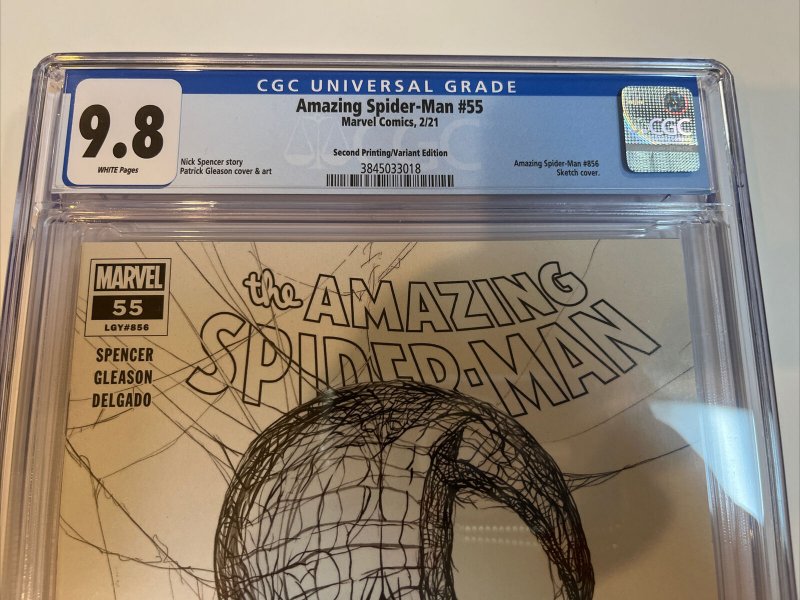 CGC UNIVERSAL GRADE
9.8
WHITE Pages
Amazing Spider-Man #55
Marvel Comics, 2/21
Second Printing/Variant Edition
3845033018
Nick Spencer story
Patrick Gleason cover & art
Amazing Spider-Man #856
Sketch cover.
CGC
MARVEL
55
LGY#856
SPENCER
GLEASON
DELGADO
the AMAZING
SPIDER-MAN